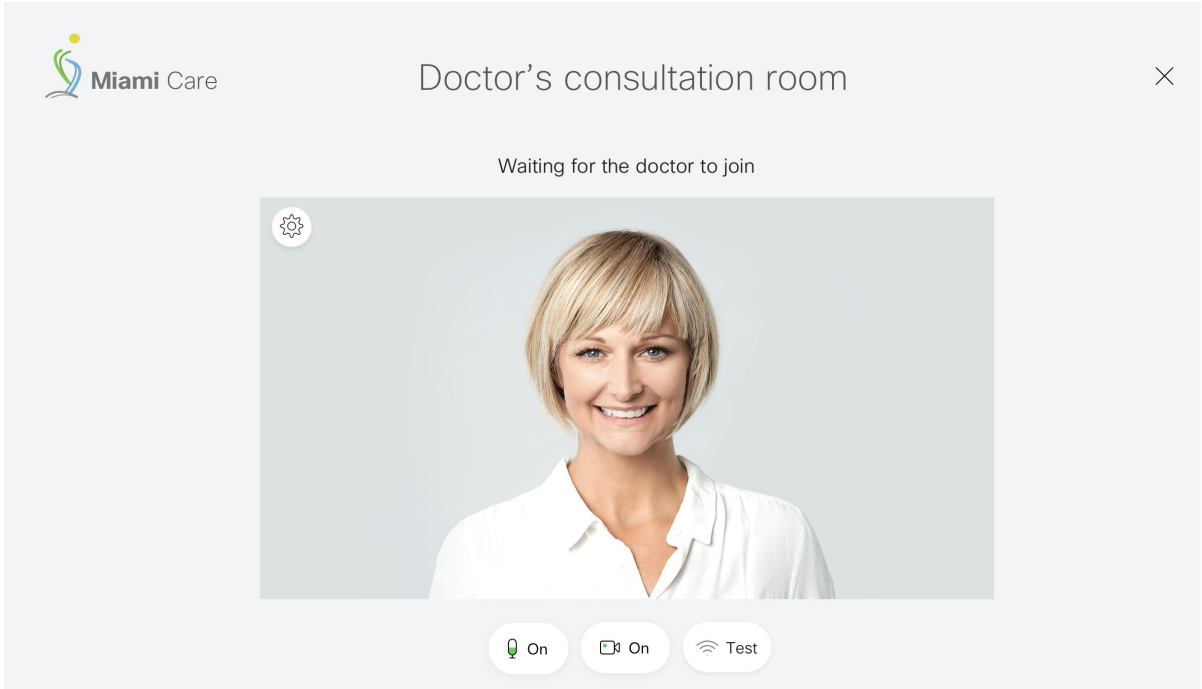 Miami Care
Doctor’s consultation room
Waiting for the doctor to join
On
On
Test